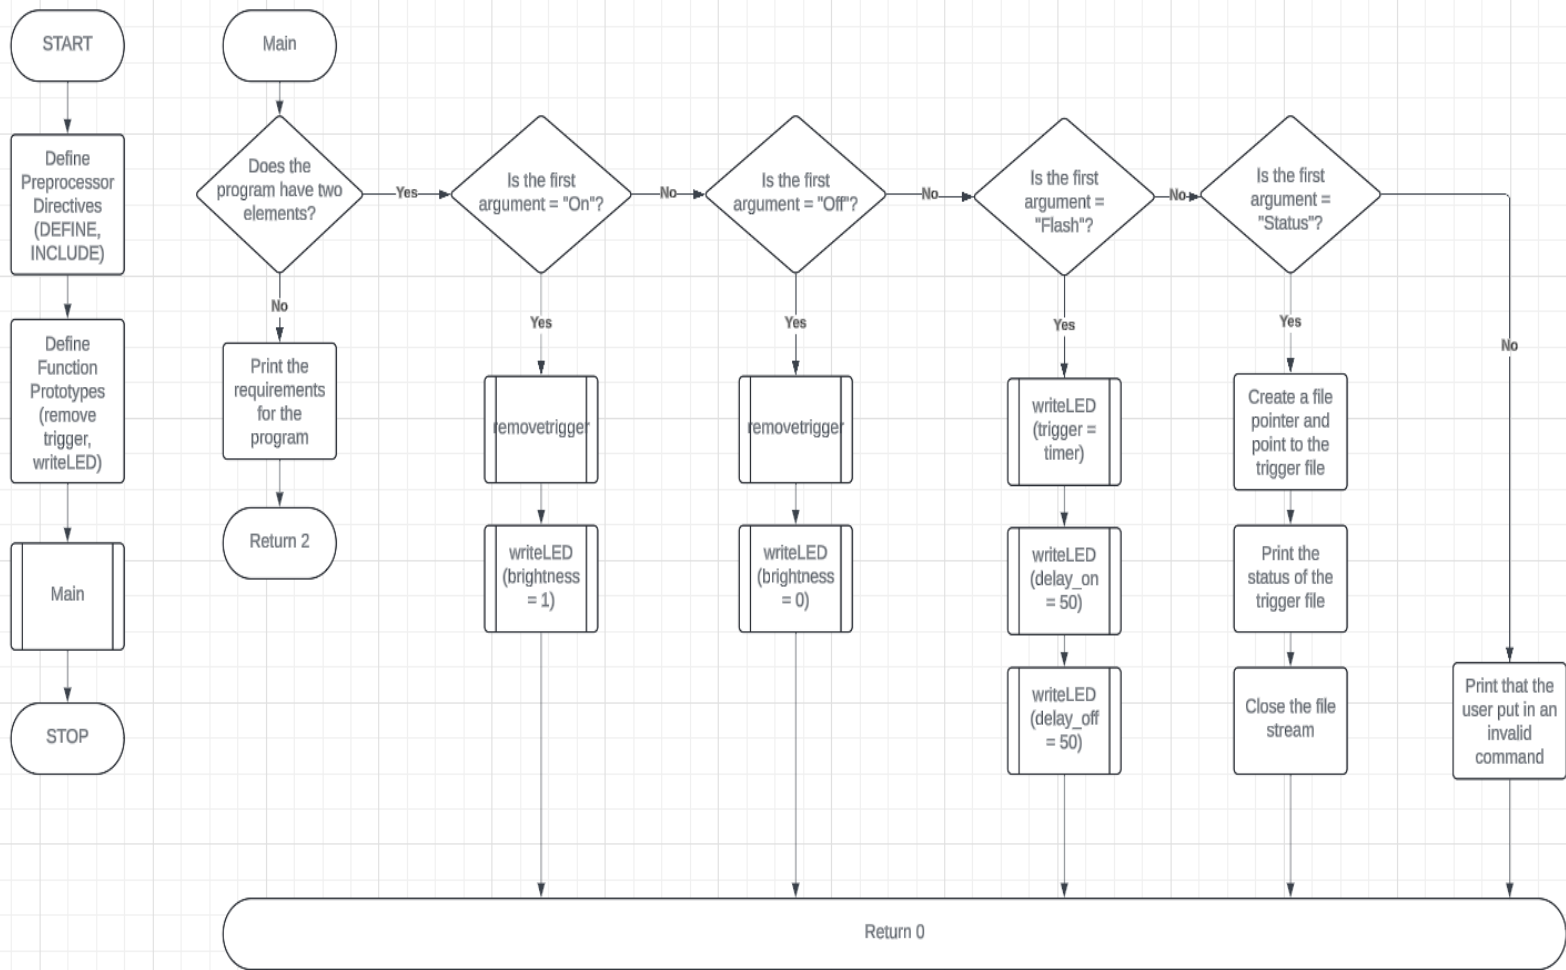 START
Define
Preprocessor
Directives
(DEFINE,
INCLUDE)
Define
Function
Prototypes
(remove
trigger,
writeLED)
Main
STOP
Main
Does the
program have two
elements?
Yes
No
Print the
requirements
for the
program
Return 2
Is the first
argument = "On"?
No
Yes
removetrigger
writeLED
(brightness
= 1)
Is the first
argument = "Off"?
No
Yes
removetrigger
writeLED
(brightness
= 0)
Is the first
argument =
"Flash"?
No
Yes
writeLED
(trigger =
timer)
writeLED
(delay_on
= 50)
writeLED
(delay_off
= 50)
Is the first
argument =
"Status"?
Yes
Create a file
pointer and
point to the
trigger file
Print the
status of the
trigger file
Close the file
stream
No
Print that the
user put in an
invalid
command
Return 0